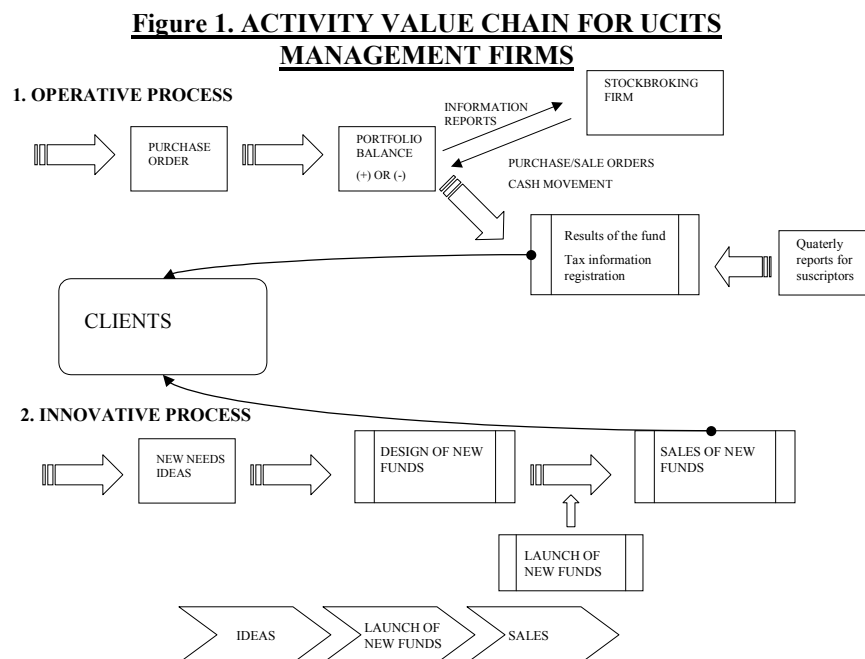 Figure 1. ACTIVITY VALUE CHAIN FOR UCITS
MANAGEMENT FIRMS
1. OPERATIVE PROCESS
PURCHASE
ORDER
PORTFOLIO
BALANCE
(+) OR (-)
INFORMATION
REPORTS
STOCKBROKING
FIRM
PURCHASE/SALE ORDERS
CASH MOVEMENT
Results of the fund
Tax information
registration
Quaterly
reports for
suscriptors
CLIENTS
2. INNOVATIVE PROCESS
NEW NEEDS
IDEAS
DESIGN OF NEW
FUNDS
SALES OF NEW
FUNDS
LAUNCH OF
NEW FUNDS
IDEAS
LAUNCH OF
NEW FUNDS
SALES